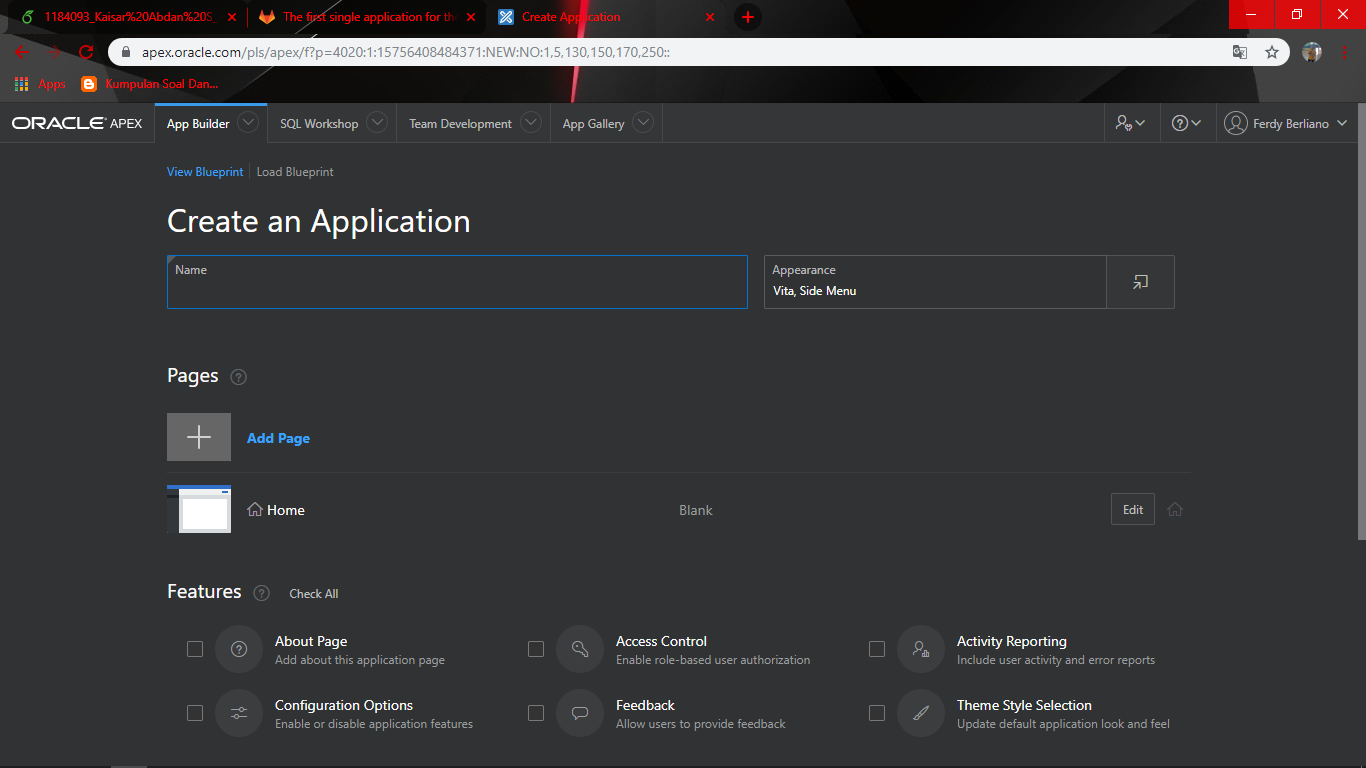 1184093_Kaisar%20Abdan%20S_
The first single application for the
Create Application
apex.oracle.com/pls/apex/f?p=4020:1:15756408484371:NEW:NO:1,5,130,150,170,250::
Apps
Kumpulan Soal Dan...
ORACLE APEX
App Builder
SQL Workshop
Team Development
App Gallery
Ferdy Berliano
View Blueprint
Load Blueprint
Create an Application
Name
Appearance
Vita, Side Menu
Pages
Add Page
Home
Blank
Edit
Features
Check All
About Page
Add about this application page
Access Control
Enable role-based user authorization
Activity Reporting
Include user activity and error reports
Configuration Options
Enable or disable application features
Feedback
Allow users to provide feedback
Theme Style Selection
Update default application look and feel